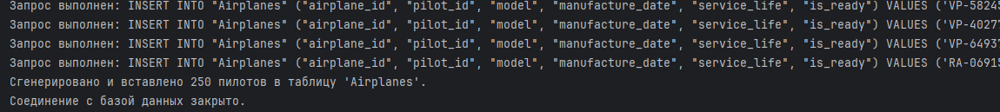 Запрос выполнен: INSERT INTO "Airplanes" ("airplane_id", "pilot_id", "model", "manufacture_date", "service_life", "is_ready") VALUES ('VP-58245
Запрос выполнен: INSERT INTO "Airplanes" ("airplane_id", "pilot_id", "model", "manufacture_date", "service_life", "is_ready") VALUES ('VP-40277
Запрос выполнен: INSERT INTO "Airplanes" ("airplane_id", "pilot_id", "model", "manufacture_date", "service_life", "is_ready") VALUES ('VP-64937
Запрос выполнен: INSERT INTO "Airplanes" ("airplane_id", "pilot_id", "model", "manufacture_date", "service_life", "is_ready") VALUES ('RA-06915
Сгенерировано и вставлено 250 пилотов в таблицу 'Airplanes'.
Соединение с базой данных закрыто.